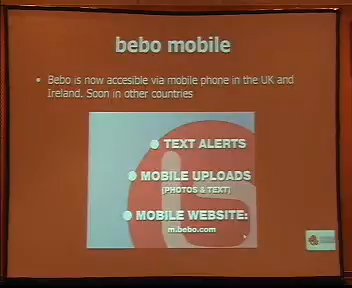 bebo mobile
• Bebo is now accesible via mobile phone in the UK and
Ireland. Soon in other countries
● TEXT ALERTS
● MOBILE UPLOADS
(PHOTOS & TEXT)
● MOBILE WEBSITE:
m.bebo.com